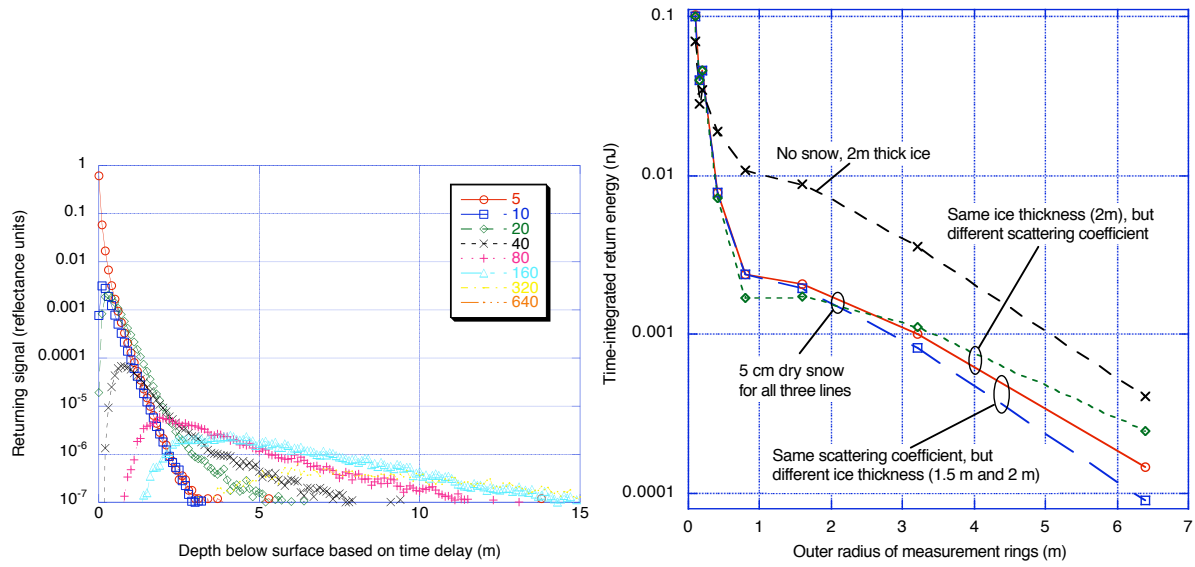 Returning signal (reflectance units)
1
0.1
0.01
0.001
0.0001
10-5
10-6
10-7
0
5
10
15
Depth below surface based on time delay (m)
5
10
20
40
80
160
320
640
Time-integrated return energy (nJ)
0.1
0.01
0.001
0.0001
0
1
2
3
4
5
6
7
Outer radius of measurement rings (m)
No snow, 2m thick ice
Same ice thickness (2m), but
different scattering coefficient
5 cm dry snow
for all three lines
Same scattering coefficient, but
different ice thickness (1.5 m and 2 m)